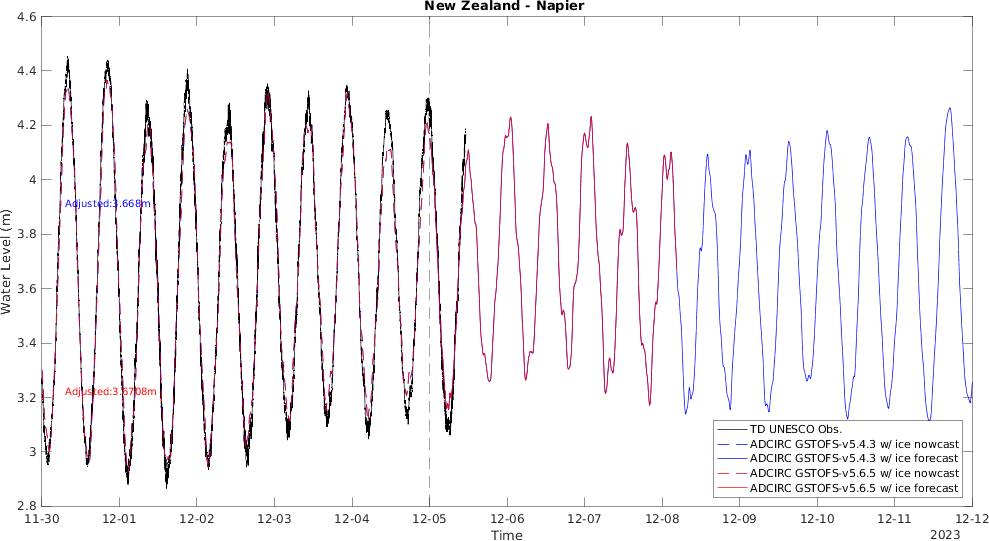 New Zealand - Napier
4.6
4.4
4.2
4
3.8
3.6
3.4
3.2
3
2.8
Water Level (m)
Adjusted:3.668m
Adjusted:3.6708m
TD UNESCO Obs.
ADCIRC GSTOFS-v5.4.3 w/ ice nowcast
ADCIRC GSTOFS-v5.4.3 w/ ice forecast
ADCIRC GSTOFS-v5.6.5 w/ ice nowcast
ADCIRC GSTOFS-v5.6.5 w/ ice forecast
11-30 12-01 12-02 12-03 12-04 12-05 12-06 12-07 12-08 12-09 12-10 12-11 12-12
Time
2023